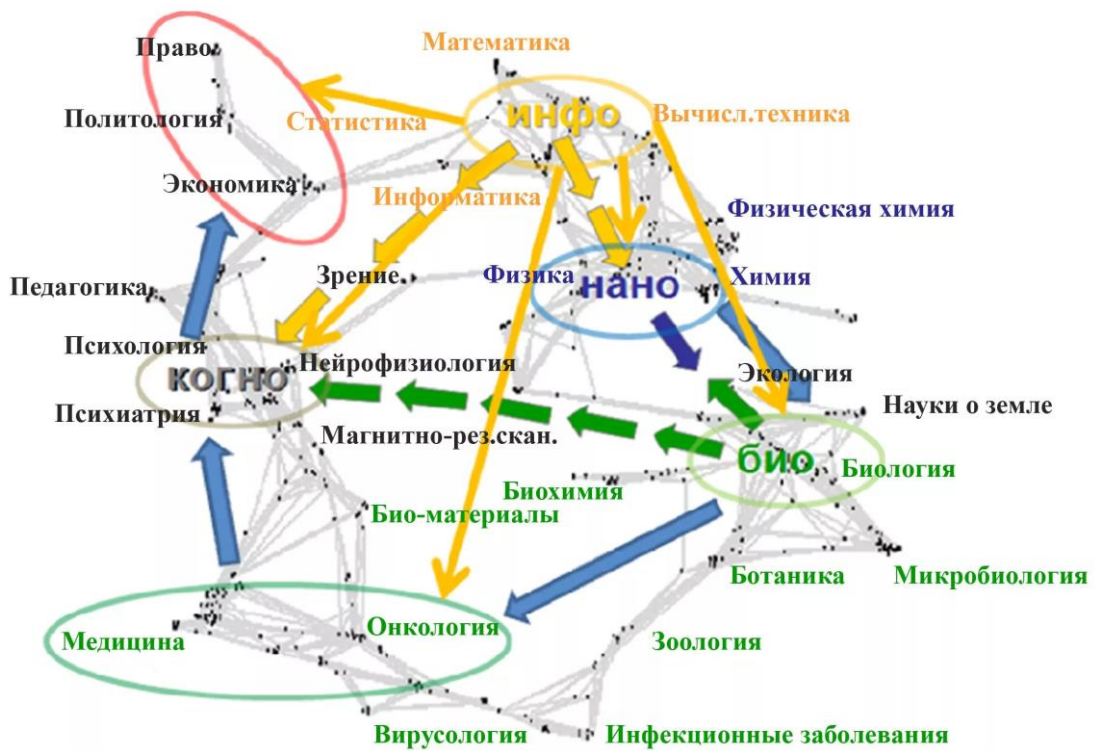 Математика
Право
инфо
Вычисл.техника
Политология
Статистика
Экономика
Информатика
Физическая химия
Зрение
Физика
нано
Химия
Педагогика
Психология
Нейрофизиология
когно
Экология
Психиатрия
Науки о земле
Магнитно-рез.скан.
био
Биология
Биохимия
Био-материалы
Ботаника
Микробиология
Онкология
Медицина
Зоология
Вирусология
Инфекционные заболевания